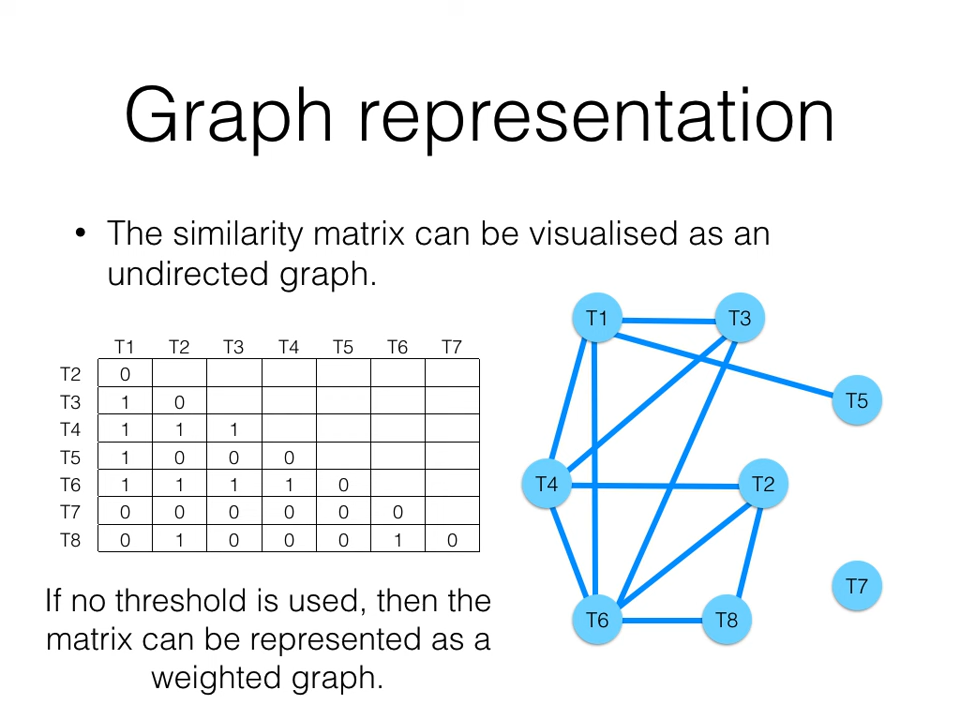 Graph representation
• The similarity matrix can be visualised as an
undirected graph.
T1 T2 T3 T4 T5 T6 T7
T2 0
T3 1 0
T4 1 1 1
T5 1 0 0 0
T6 1 1 1 1 0
T7 0 0 0 0 0 0
T8 0 1 0 0 0 1 0
If no threshold is used, then the
matrix can be represented as a
weighted graph.
T1 T3
T5
T4 T2
T7
T6 T8